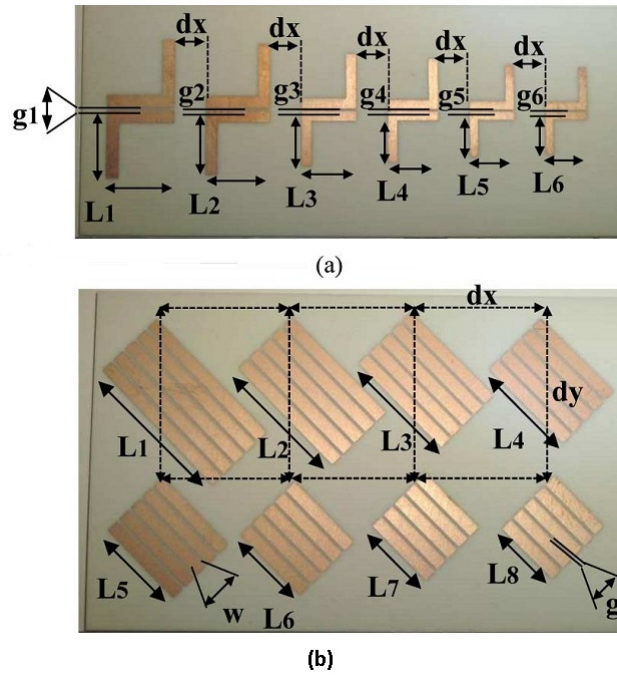 dx dx dx dx dx
g1 g2 g3 g4 g5 g6
L1 L2 L3 L4 L5 L6
(a)
dx
dy
L1 L2 L3 L4
L5 w L6 L7 L8 g
(b)